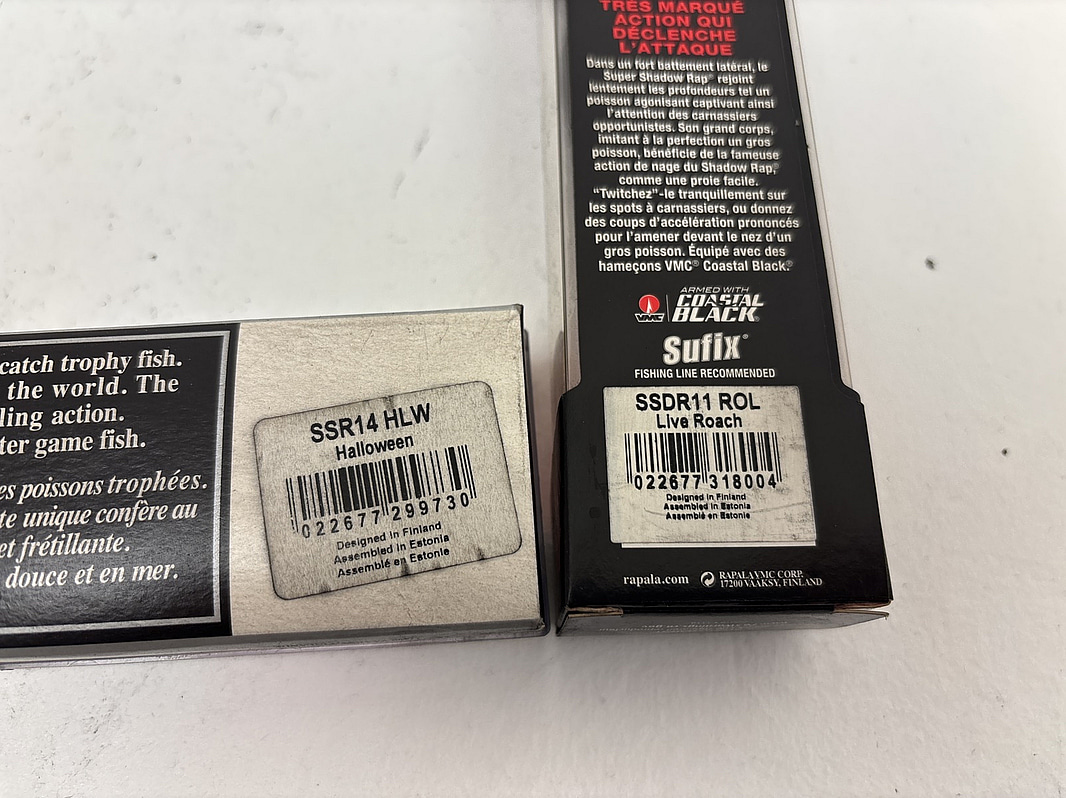 catch trophy fish.
the world. The
ling action.
ter game fish.
es poissons trophées.
te unique confère au
et frétillante.
douce et en mer.
SSR14 HLW
Halloween
022677 299730
Designed in Finland
Assembled in Estonia
Assemblé en Estonie
TRÈS MARQUÉ
ACTION QUI
DÉCLENCHE
L'ATTAQUE
Dans un fort battement latéral, le
Super Shadow Rap® rejoint
lentement les profondeurs tel un
poisson agonisant captivant ainsi
l'attention des carnassiers
opportunistes. Son grand corps,
imitant à la perfection un gros
poisson, bénéficie de la fameuse
action de nage du Shadow Rap,®
comme une proie facile.
"Twitchez"-le tranquillement sur
les spots à carnassiers, ou donnez
des coups d'accélération prononcés
pour l'amener devant le nez d'un
gros poisson. Équipé avec des
hameçons VMC® Coastal Black.®
ARMED WITH
VMC COASTAL
BLACK
Sufix®
FISHING LINE RECOMMENDED
SSDR11 ROL
Live Roach
022677 318004
Designed in Finland
Assembled in Estonia
Assemblé en Estonie
rapala.com RAPALA VMC CORP.
17200 VAAKSY, FINLAND